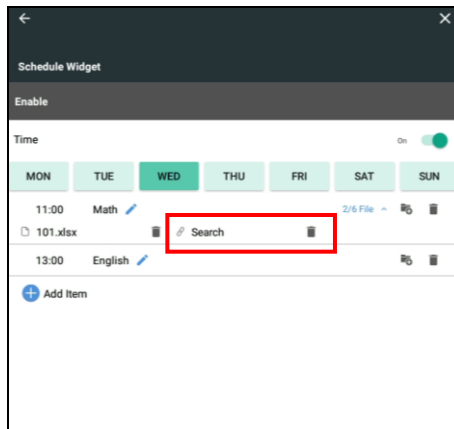 Schedule Widget
Enable
Time On
MON TUE WED THU FRI SAT SUN
11:00 Math 2/6 File
101.xlsx Search
13:00 English
Add Item